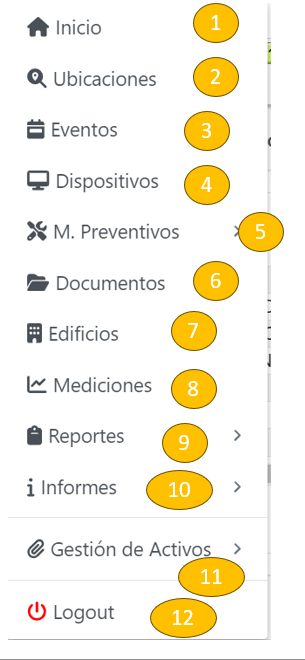 Inicio 1
Ubicaciones 2
Eventos 3
Dispositivos 4
M. Preventivos 5
Documentos 6
Edificios 7
Mediciones 8
Reportes 9
Informes 10
Gestión de Activos
11
Logout 12